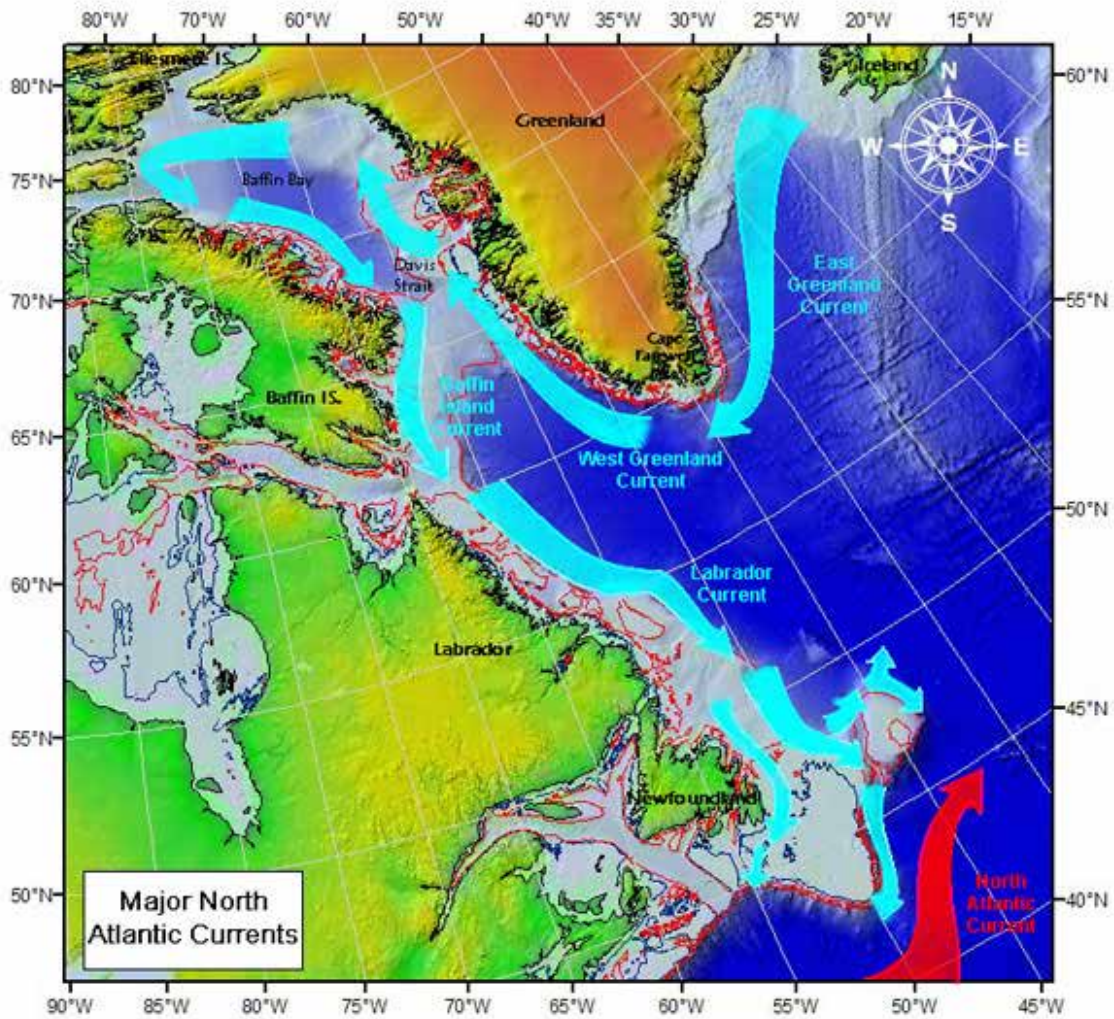 80°W 70°W 60°W 50°W 40°W 35°W 30°W 25°W 20°W 15°W
Ellesmere IS.
Iceland
80°N
60°N
N
Greenland
W
E
75°N
Baffin Bay
S
Davis
Strait
East
Greenland
Current
70°N
55°N
Cape
Farewell
Baffin
Island
Current
Baffin IS.
65°N
West Greenland
Current
50°N
60°N
Labrador
Current
Labrador
55°N
45°N
Newfoundland
North
Atlantic
Current
50°N
40°N
Major North
Atlantic Currents
90°W 85°W 80°W 75°W 70°W 65°W 60°W 55°W 50°W 45°W